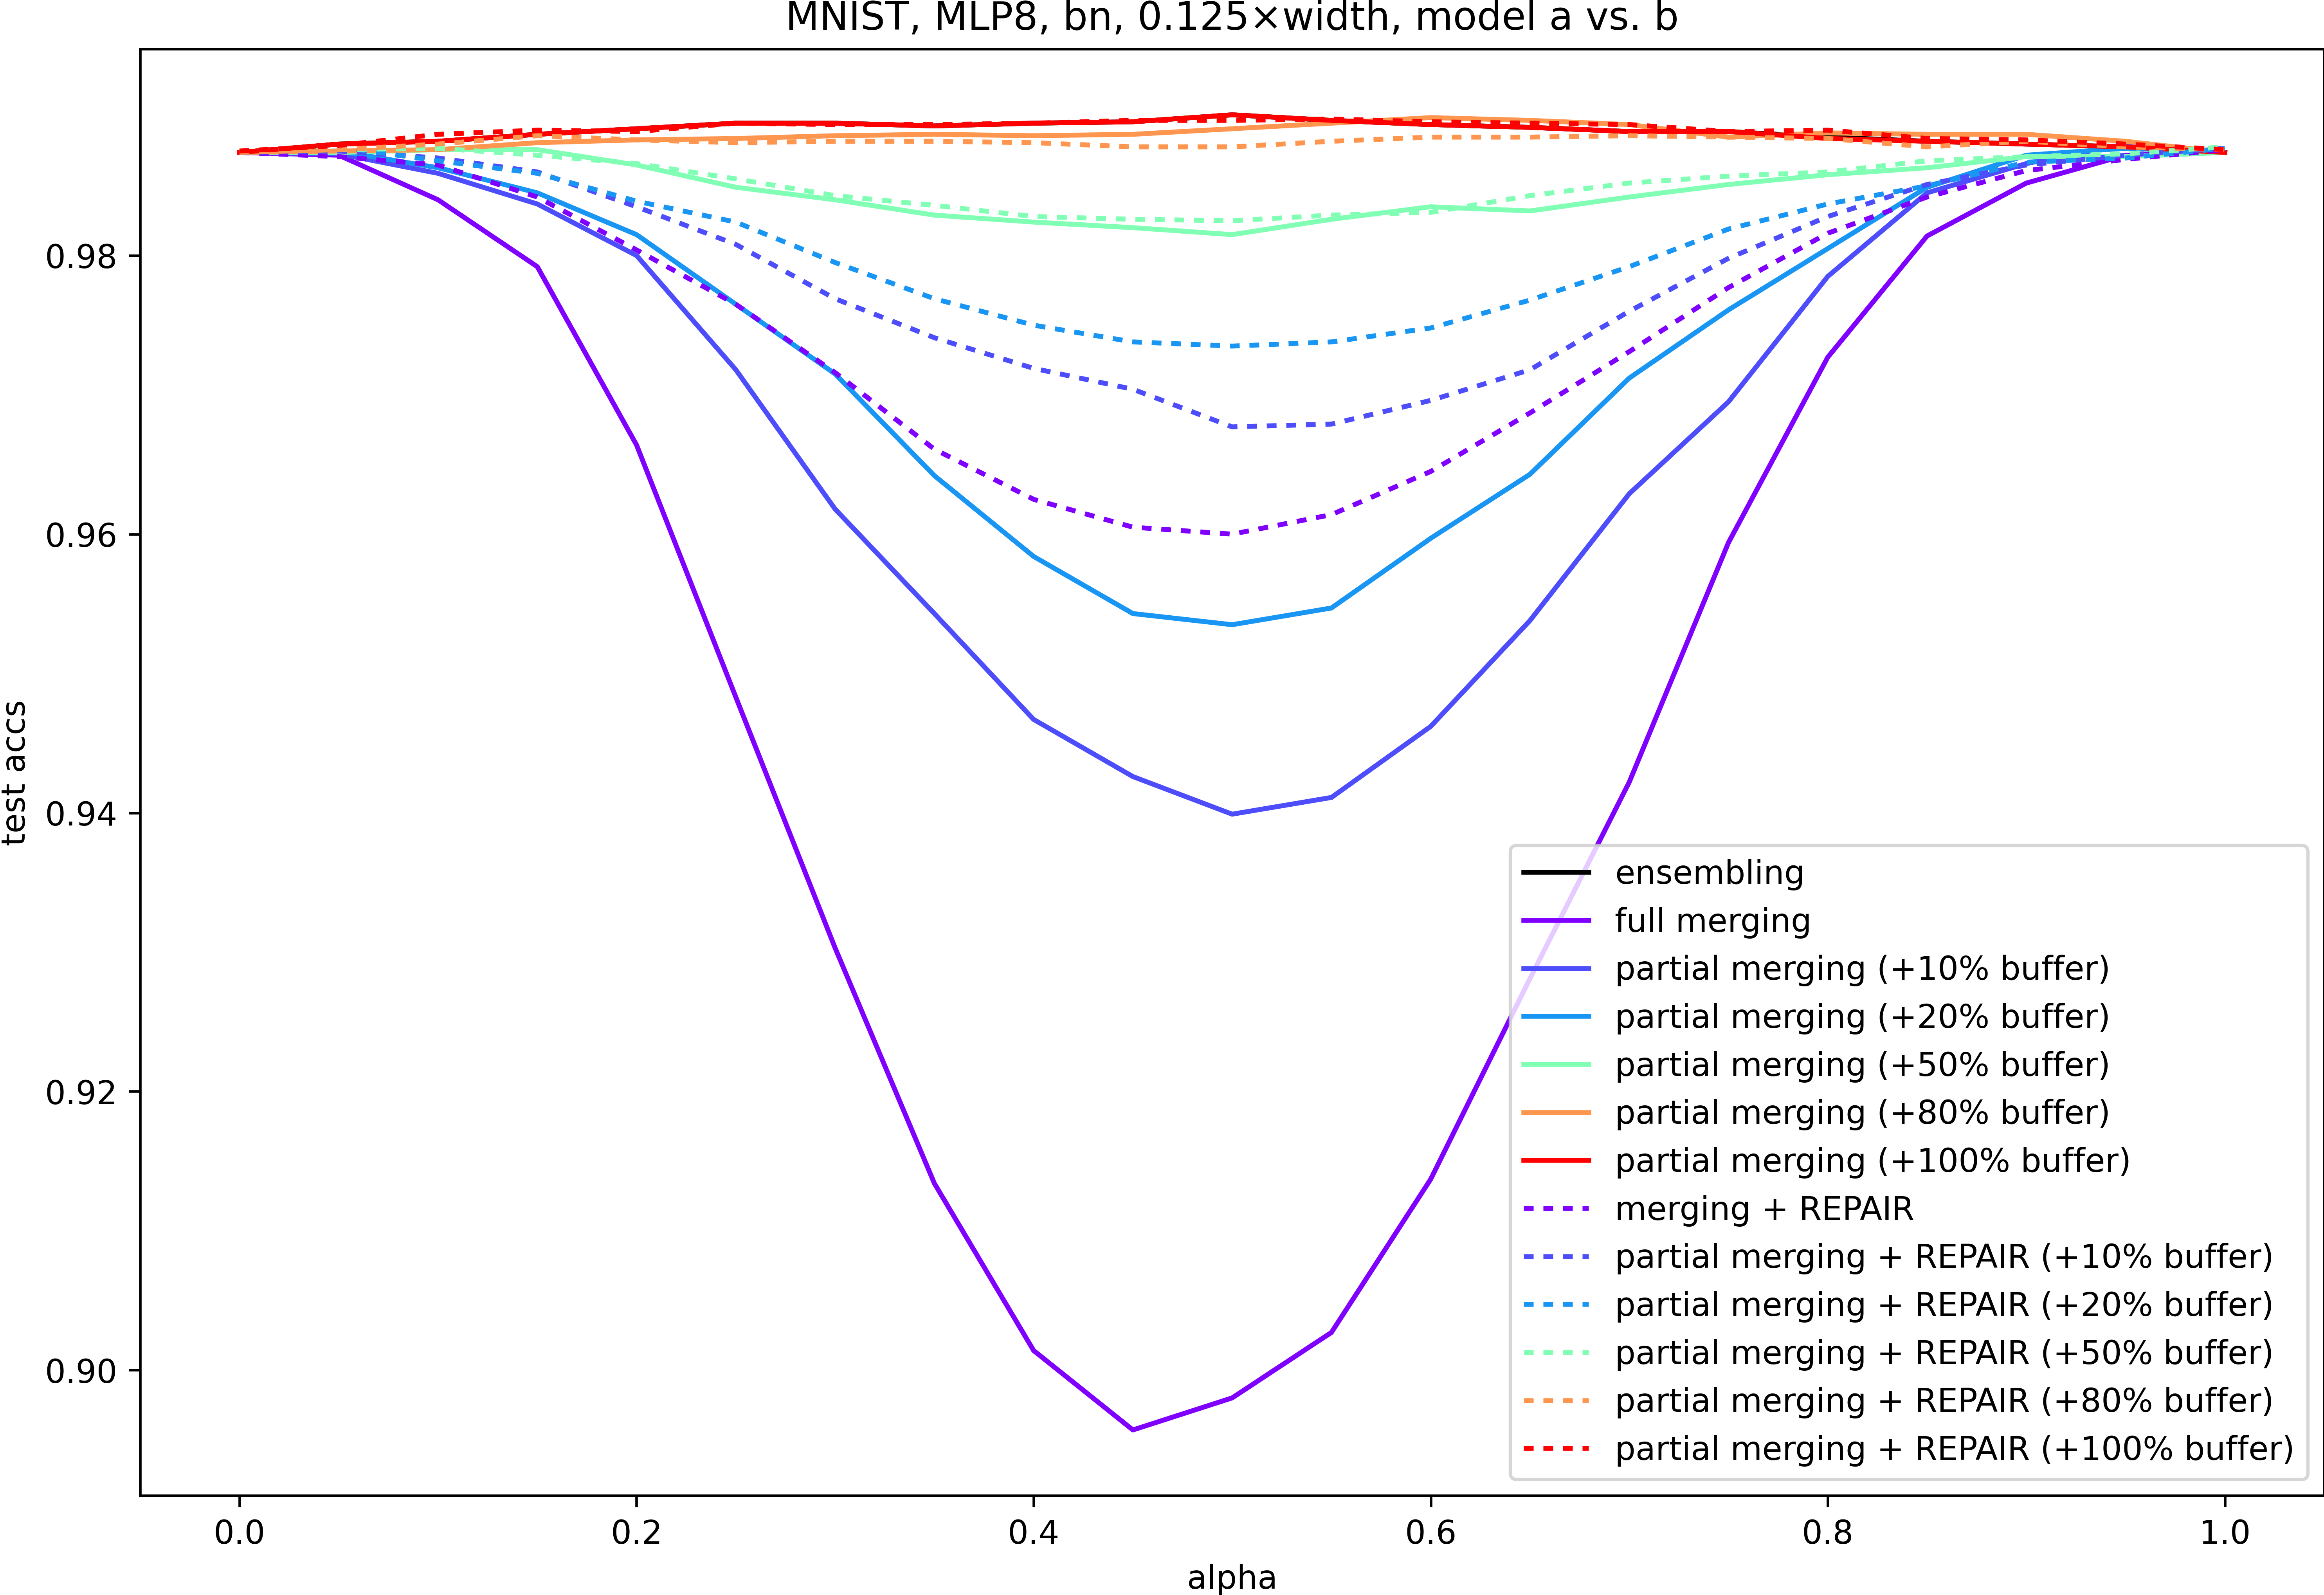 MNIST, MLP8, bn, 0.125×width, model a vs. b
test accs
0.98
0.96
0.94
0.92
0.90
ensembling
full merging
partial merging (+10% buffer)
partial merging (+20% buffer)
partial merging (+50% buffer)
partial merging (+80% buffer)
partial merging (+100% buffer)
merging + REPAIR
partial merging + REPAIR (+10% buffer)
partial merging + REPAIR (+20% buffer)
partial merging + REPAIR (+50% buffer)
partial merging + REPAIR (+80% buffer)
partial merging + REPAIR (+100% buffer)
0.0 0.2 0.4 0.6 0.8 1.0
alpha